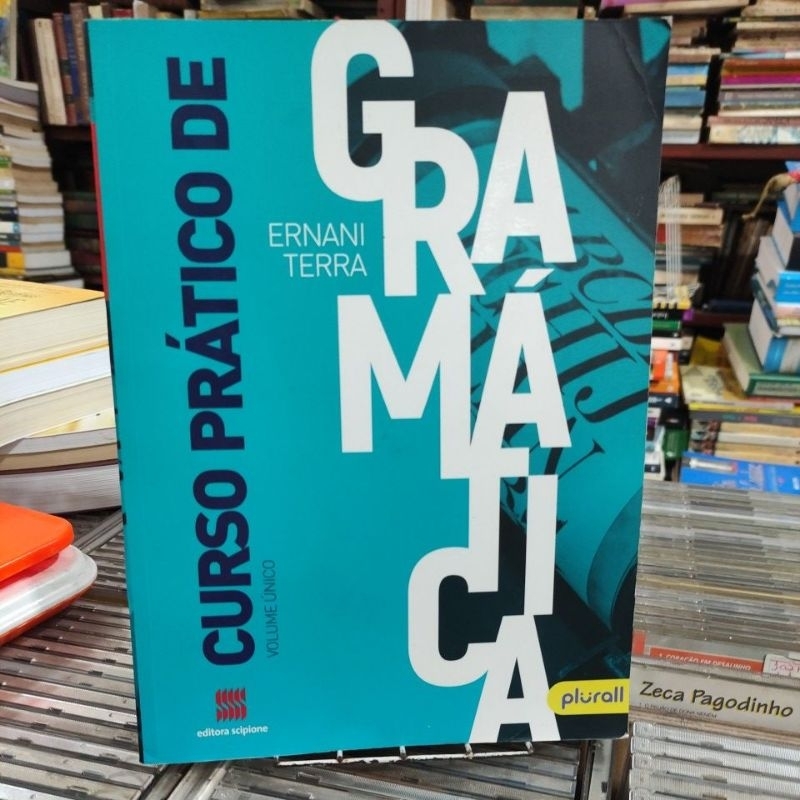 CURSO PRÁTICO DE
GRAMÁTICA
ERNANI
TERRA
VOLUME ÚNICO
editora scipione
plurall
Zeca Pagodinho